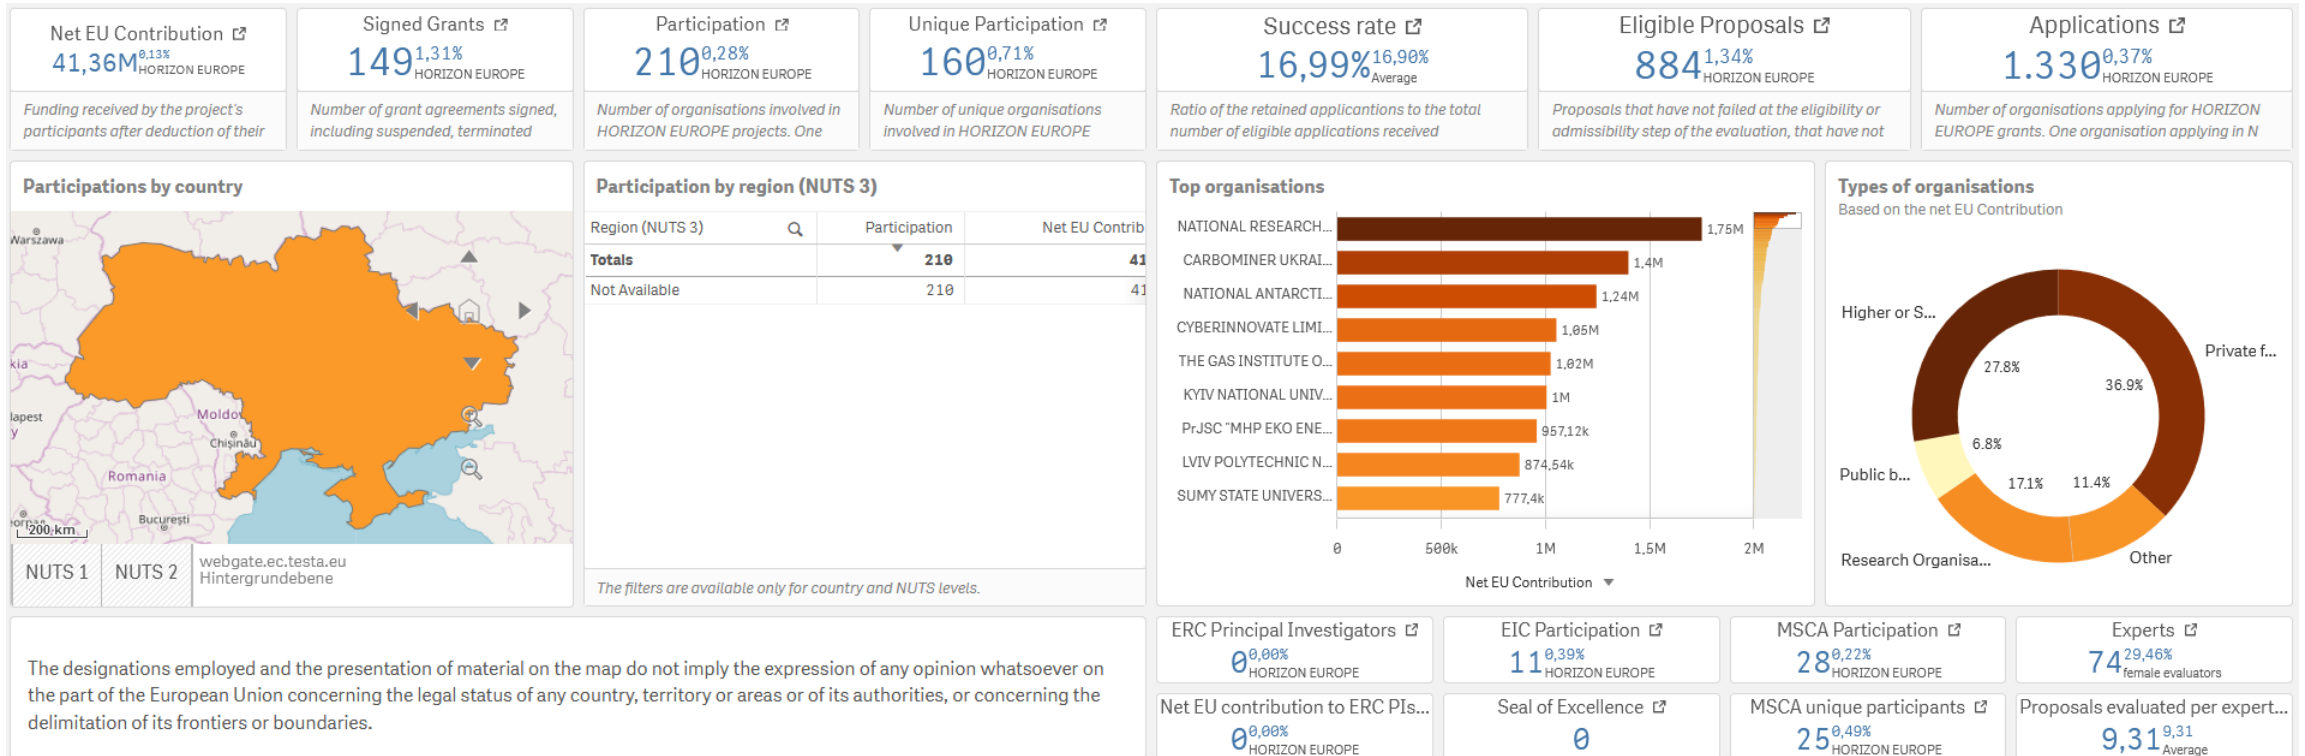 Net EU Contribution
41,36M 0,13% HORIZON EUROPE
Funding received by the project's
participants after deduction of their
Signed Grants
149 1,31% HORIZON EUROPE
Number of grant agreements signed,
including suspended, terminated
Participation
210 0,28% HORIZON EUROPE
Number of organisations involved in
HORIZON EUROPE projects. One
Unique Participation
160 0,71% HORIZON EUROPE
Number of unique organisations
involved in HORIZON EUROPE
Success rate
16,99% 16,90% Average
Ratio of the retained applicantions to the total
number of eligible applications received
Eligible Proposals
884 1,34% HORIZON EUROPE
Proposals that have not failed at the eligibility or
admissibility step of the evaluation, that have not
Applications
1.330 0,37% HORIZON EUROPE
Number of organisations applying for HORIZON
EUROPE grants. One organisation applying in N
Participations by country
Warszawa
kia
lapest
y
Moldo
Chișinău
Romania
București
200 km
NUTS 1
NUTS 2
webgate.ec.testa.eu
Hintergrundebene
Participation by region (NUTS 3)
Region (NUTS 3) Participation Net EU Contrib
Totals 210 41
Not Available 210 41
The filters are available only for country and NUTS levels.
Top organisations
NATIONAL RESEARCH... 1,75M
CARBOMINER UKRAI... 1,4M
NATIONAL ANTARCTI... 1,24M
CYBERINNOVATE LIMI... 1,05M
THE GAS INSTITUTE O... 1,02M
KYIV NATIONAL UNIV... 1M
PrJSC "MHP EKO ENE... 957,12k
LVIV POLYTECHNIC N... 874,54k
SUMY STATE UNIVERS... 777,4k
0 500k 1M 1,5M 2M
Net EU Contribution
Types of organisations
Based on the net EU Contribution
Higher or S...
27.8%
Private f...
36.9%
Public b...
6.8%
17.1%
11.4%
Research Organisa...
Other
The designations employed and the presentation of material on the map do not imply the expression of any opinion whatsoever on
the part of the European Union concerning the legal status of any country, territory or areas or of its authorities, or concerning the
delimitation of its frontiers or boundaries.
ERC Principal Investigators
0 0,00% HORIZON EUROPE
EIC Participation
11 0,39% HORIZON EUROPE
MSCA Participation
28 0,22% HORIZON EUROPE
Experts
74 29,46% female evaluators
Net EU contribution to ERC PIs...
0 0,00% HORIZON EUROPE
Seal of Excellence
0
MSCA unique participants
25 0,49% HORIZON EUROPE
Proposals evaluated per expert...
9,31 9,31 Average